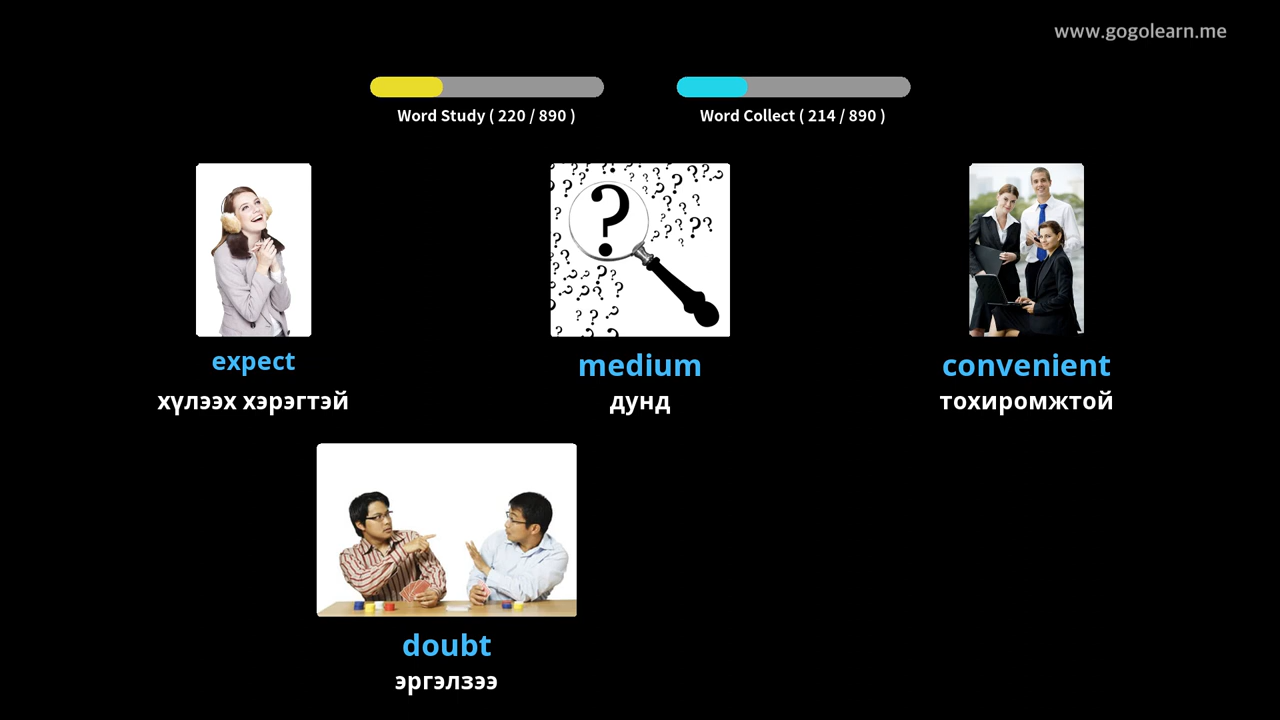 www.gogolearn.me
Word Study ( 220 / 890 )
Word Collect ( 214 / 890 )
expect
хүлээх хэрэгтэй
medium
дунд
convenient
тохиромжтой
doubt
эргэлзээ